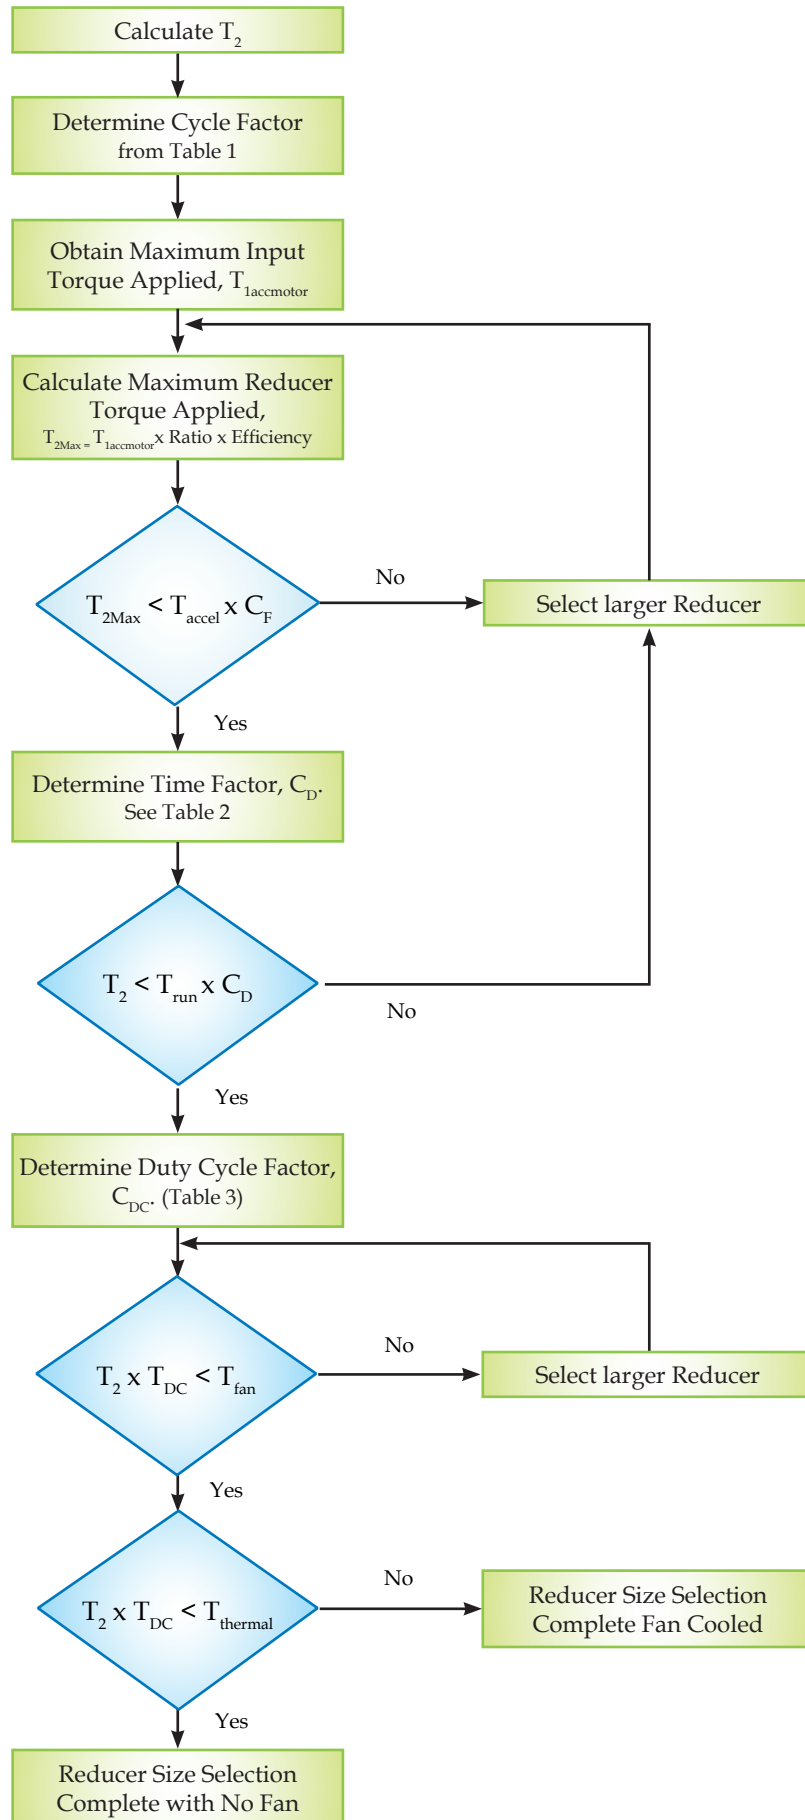 Calculate T₂
Determine Cycle Factor
from Table 1
Obtain Maximum Input
Torque Applied, T₁accmotor
Calculate Maximum Reducer
Torque Applied,
T₂Max = T₁accmotor x Ratio x Efficiency
T₂Max < Taccel x CF
No
Select larger Reducer
Yes
Determine Time Factor, CD.
See Table 2
T₂ < Trun x CD
No
Yes
Determine Duty Cycle Factor,
CDC. (Table 3)
T₂ x TDC < Tfan
No
Select larger Reducer
Yes
T₂ x TDC < Tthermal
No
Reducer Size Selection
Complete Fan Cooled
Yes
Reducer Size Selection
Complete with No Fan